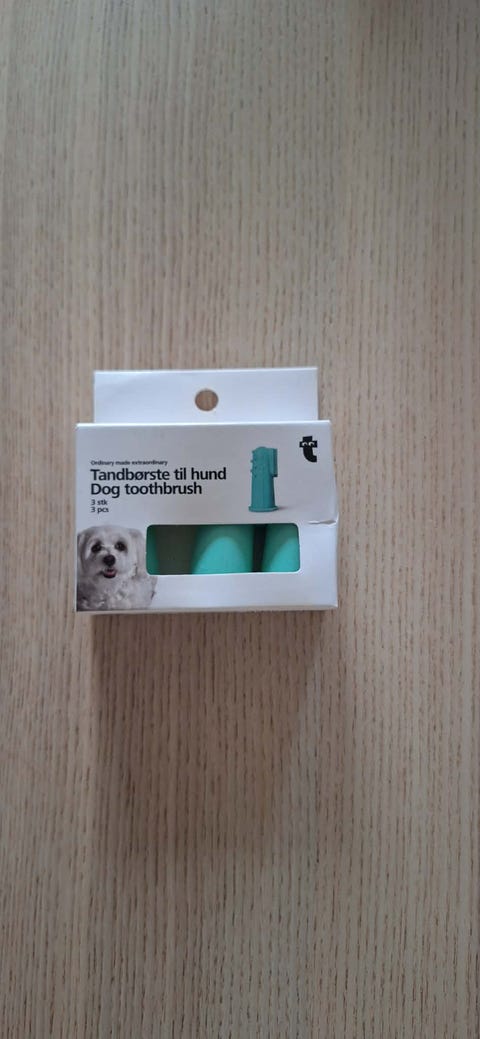 Ordinary made extraordinary
Tandbørste til hund
Dog toothbrush
3 stk
3 pcs
t